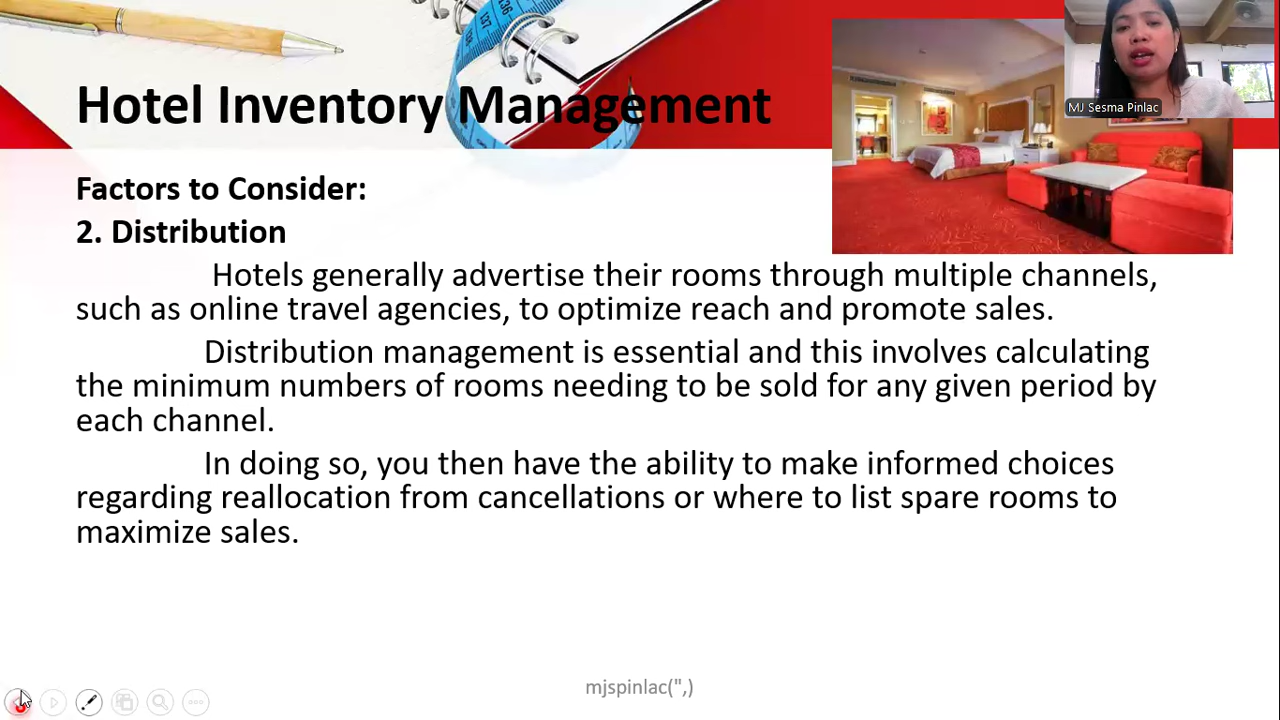 Hotel Inventory Management
MJ Sesma Pinlac
Factors to Consider:
2. Distribution
Hotels generally advertise their rooms through multiple channels,
such as online travel agencies, to optimize reach and promote sales.
Distribution management is essential and this involves calculating
the minimum numbers of rooms needing to be sold for any given period by
each channel.
In doing so, you then have the ability to make informed choices
regarding reallocation from cancellations or where to list spare rooms to
maximize sales.
mjspinlac(",)